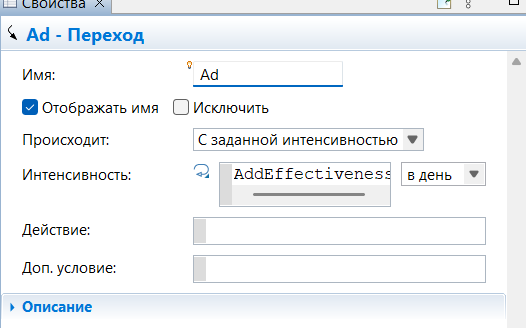 Свойства
Ad - Переход
Имя: Ad
Отображать имя Исключить
Происходит: С заданной интенсивностью
Интенсивность: AddEffectiveness в день
Действие:
Доп. условие:
Описание